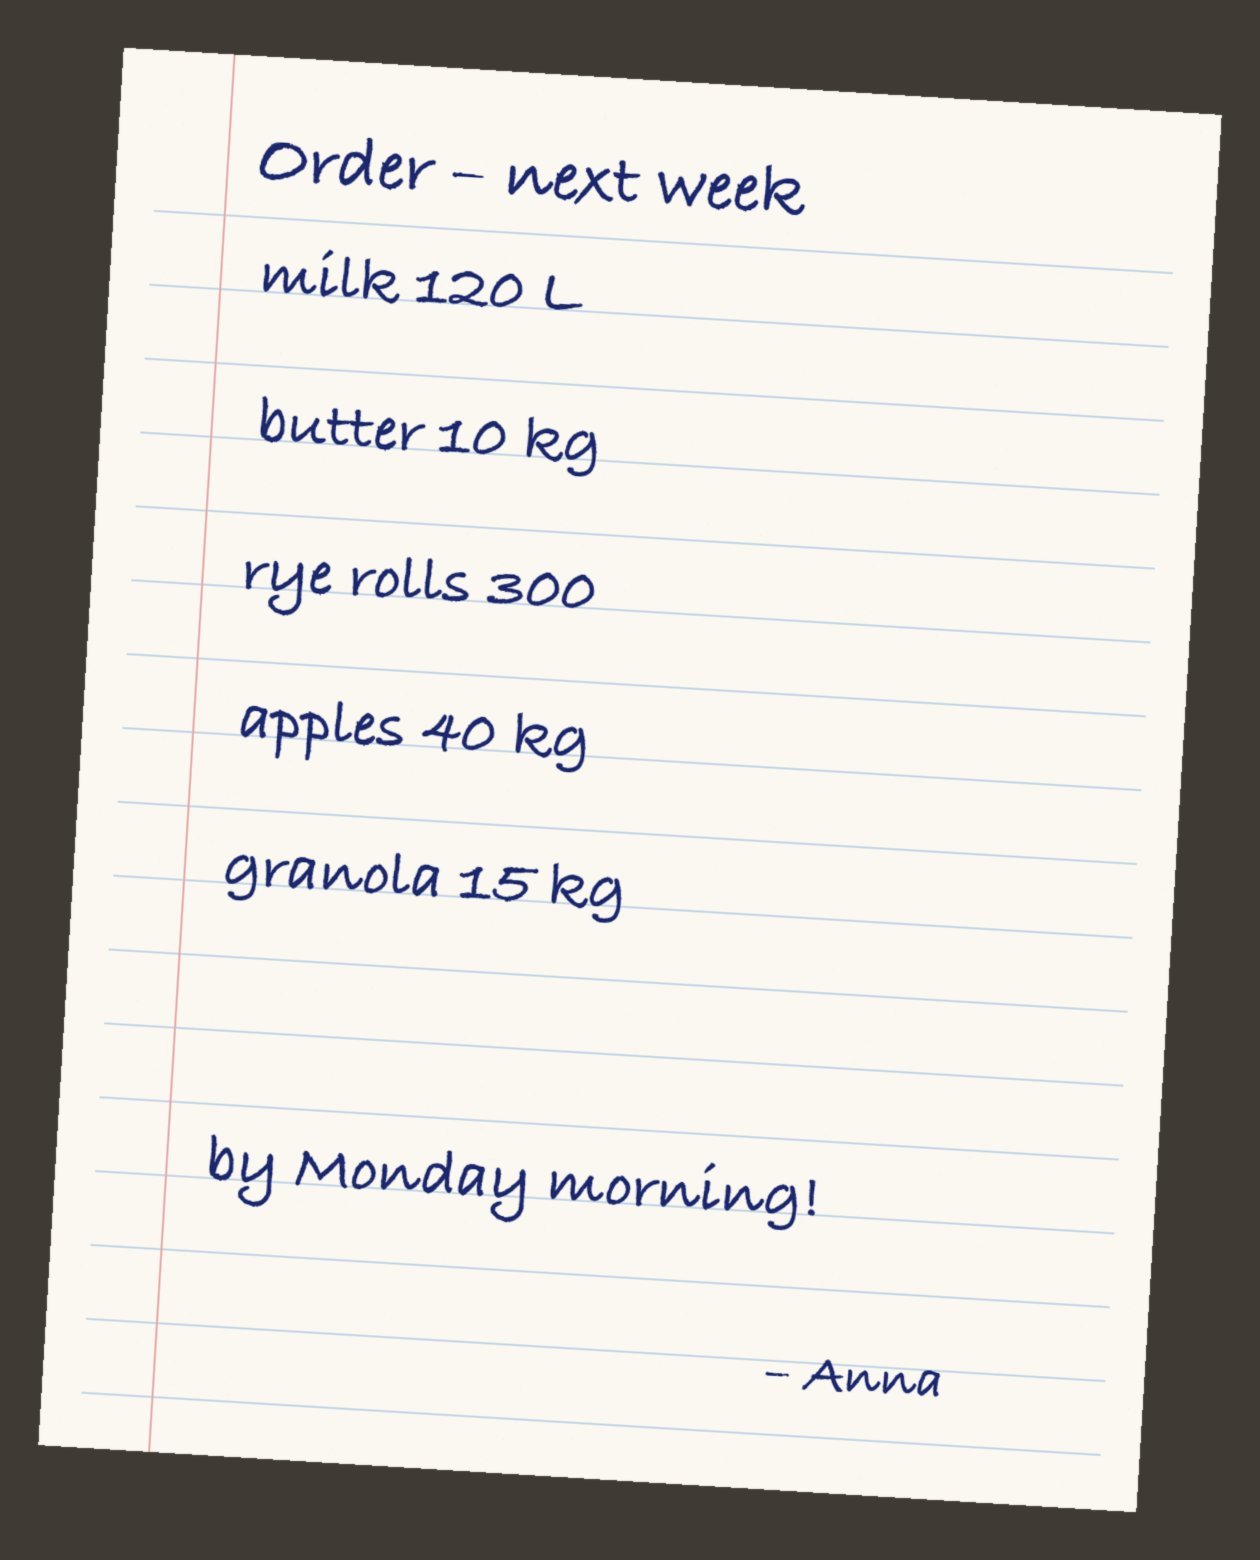 Order – next week
milk 120 L
butter 10 kg
rye rolls 300
apples 40 kg
granola 15 kg
by Monday morning!
– Anna